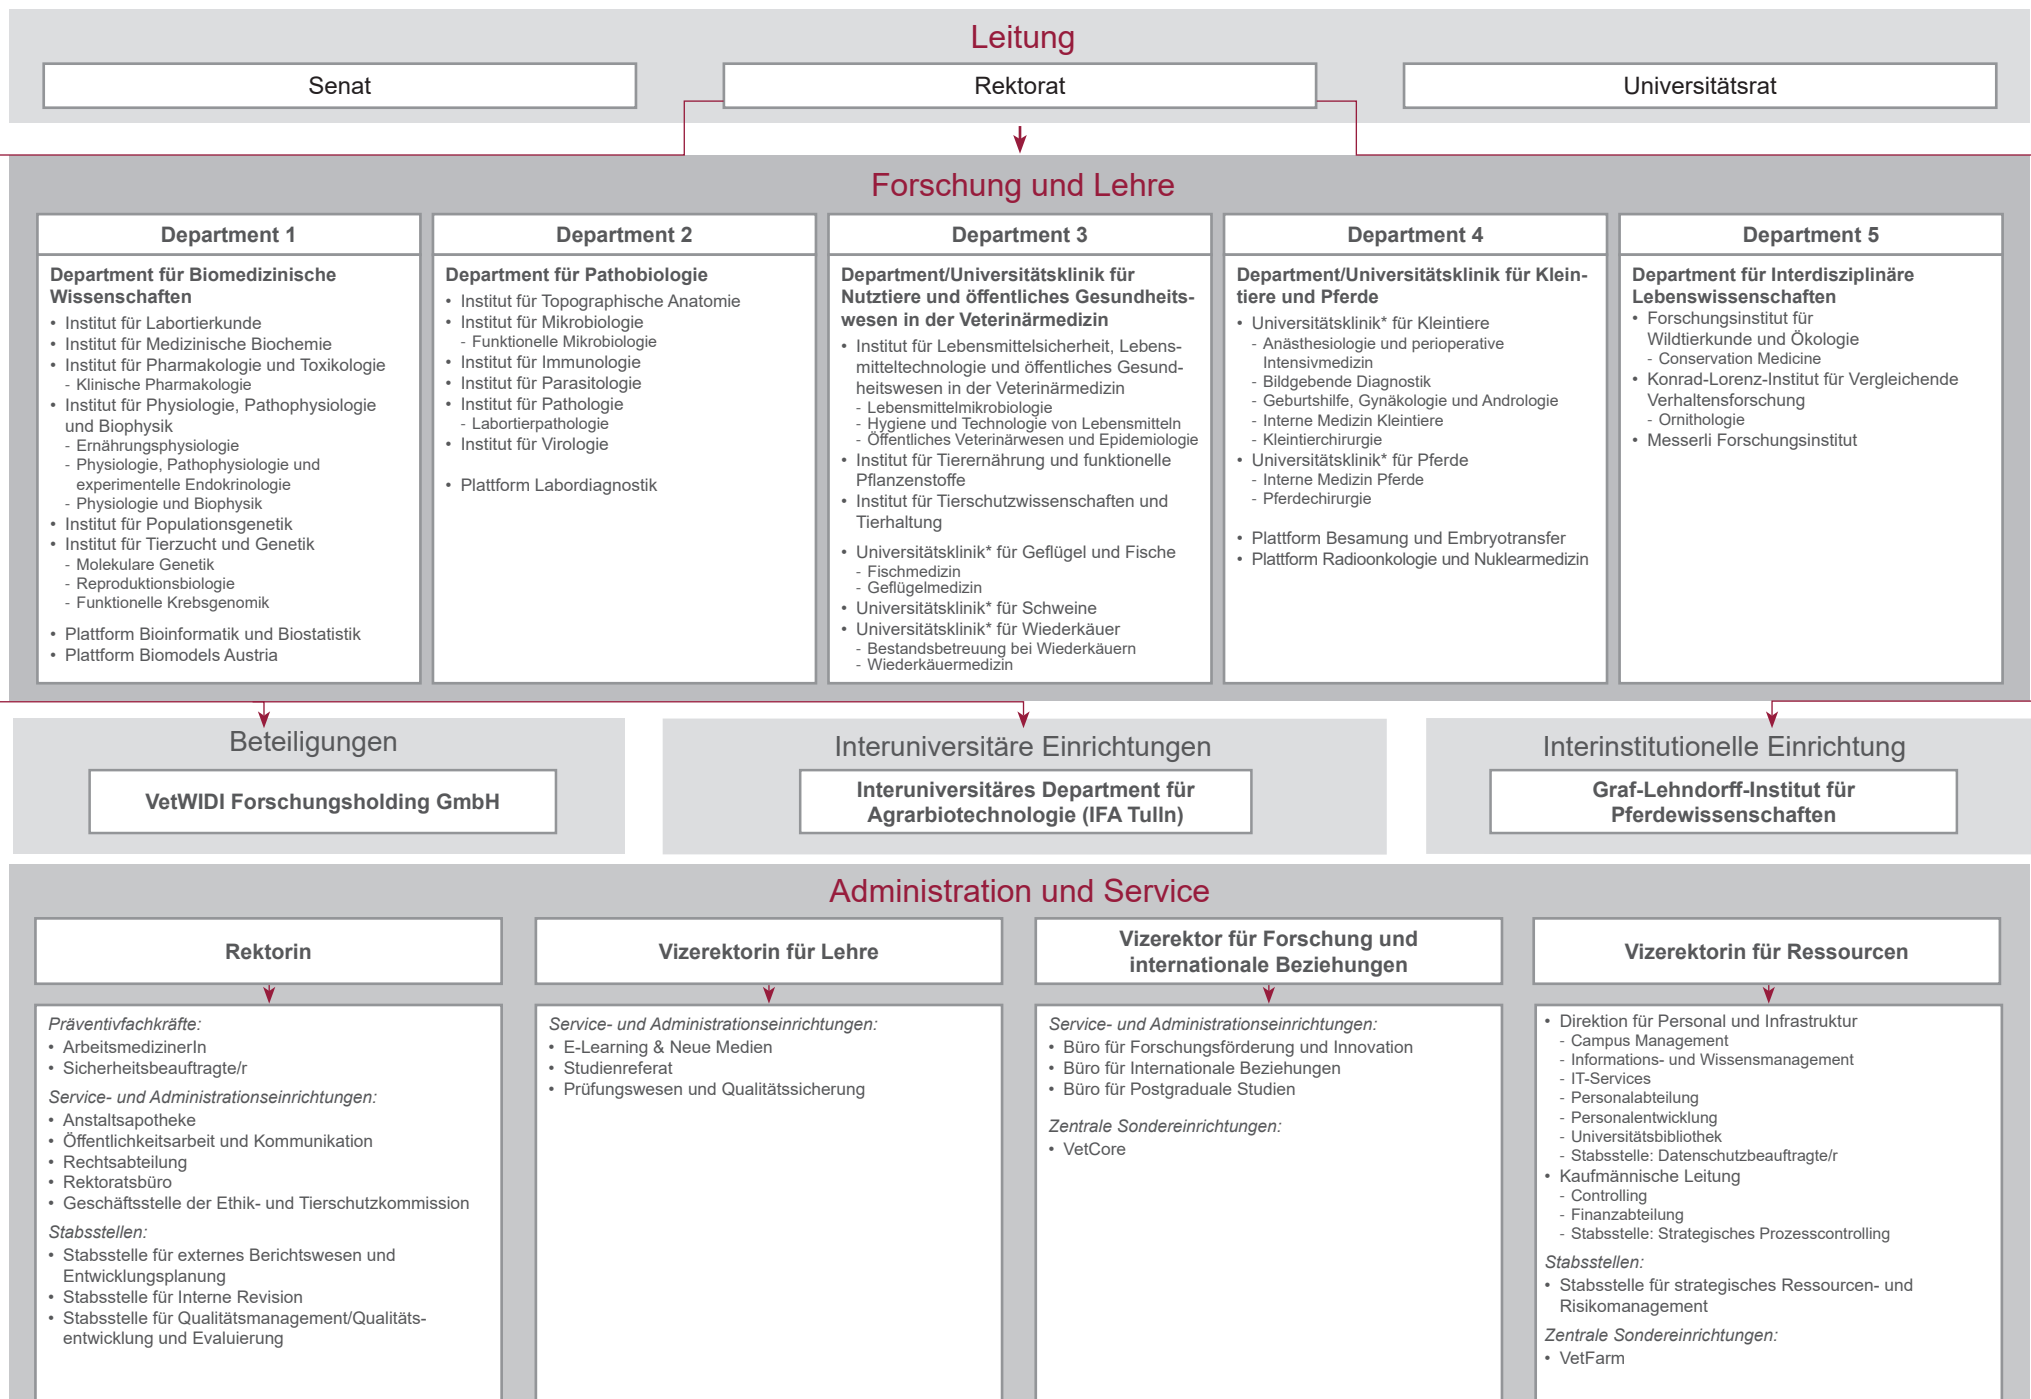 Leitung
Senat
Rektorat
Universitätsrat
Forschung und Lehre
Department 1
Department für Biomedizinische
Wissenschaften
• Institut für Labortierkunde
• Institut für Medizinische Biochemie
• Institut für Pharmakologie und Toxikologie
- Klinische Pharmakologie
• Institut für Physiologie, Pathophysiologie
und Biophysik
- Ernährungsphysiologie
- Physiologie, Pathophysiologie und
experimentelle Endokrinologie
- Physiologie und Biophysik
• Institut für Populationsgenetik
• Institut für Tierzucht und Genetik
- Molekulare Genetik
- Reproduktionsbiologie
- Funktionelle Krebsgenomik
• Plattform Bioinformatik und Biostatistik
• Plattform Biomodels Austria
Department 2
Department für Pathobiologie
• Institut für Topographische Anatomie
• Institut für Mikrobiologie
- Funktionelle Mikrobiologie
• Institut für Immunologie
• Institut für Parasitologie
• Institut für Pathologie
- Labortierpathologie
• Institut für Virologie
• Plattform Labordiagnostik
Department 3
Department/Universitätsklinik für
Nutztiere und öffentliches Gesundheits-
wesen in der Veterinärmedizin
• Institut für Lebensmittelsicherheit, Lebens-
mitteltechnologie und öffentliches Gesund-
heitswesen in der Veterinärmedizin
- Lebensmittelmikrobiologie
- Hygiene und Technologie von Lebensmitteln
- Öffentliches Veterinärwesen und Epidemiologie
• Institut für Tierernährung und funktionelle
Pflanzenstoffe
• Institut für Tierschutzwissenschaften und
Tierhaltung
• Universitätsklinik* für Geflügel und Fische
- Fischmedizin
- Geflügelmedizin
• Universitätsklinik* für Schweine
• Universitätsklinik* für Wiederkäuer
- Bestandsbetreuung bei Wiederkäuern
- Wiederkäuermedizin
Department 4
Department/Universitätsklinik für Klein-
tiere und Pferde
• Universitätsklinik* für Kleintiere
- Anästhesiologie und perioperative
Intensivmedizin
- Bildgebende Diagnostik
- Geburtshilfe, Gynäkologie und Andrologie
- Interne Medizin Kleintiere
- Kleintierchirurgie
• Universitätsklinik* für Pferde
- Interne Medizin Pferde
- Pferdechirurgie
• Plattform Besamung und Embryotransfer
• Plattform Radioonkologie und Nuklearmedizin
Department 5
Department für Interdisziplinäre
Lebenswissenschaften
• Forschungsinstitut für
Wildtierkunde und Ökologie
- Conservation Medicine
• Konrad-Lorenz-Institut für Vergleichende
Verhaltensforschung
- Ornithologie
• Messerli Forschungsinstitut
Beteiligungen
VetWIDI Forschungsholding GmbH
Interuniversitäre Einrichtungen
Interuniversitäres Department für
Agrarbiotechnologie (IFA Tulln)
Interinstitutionelle Einrichtung
Graf-Lehndorff-Institut für
Pferdewissenschaften
Administration und Service
Rektorin
Präventivfachkräfte:
• ArbeitsmedizinerIn
• Sicherheitsbeauftragte/r
Service- und Administrationseinrichtungen:
• Anstaltsapotheke
• Öffentlichkeitsarbeit und Kommunikation
• Rechtsabteilung
• Rektoratsbüro
• Geschäftsstelle der Ethik- und Tierschutzkommission
Stabsstellen:
• Stabsstelle für externes Berichtswesen und
Entwicklungsplanung
• Stabsstelle für Interne Revision
• Stabsstelle für Qualitätsmanagement/Qualitäts-
entwicklung und Evaluierung
Vizerektorin für Lehre
Service- und Administrationseinrichtungen:
• E-Learning & Neue Medien
• Studienreferat
• Prüfungswesen und Qualitätssicherung
Vizerektor für Forschung und
internationale Beziehungen
Service- und Administrationseinrichtungen:
• Büro für Forschungsförderung und Innovation
• Büro für Internationale Beziehungen
• Büro für Postgraduale Studien
Zentrale Sondereinrichtungen:
• VetCore
Vizerektorin für Ressourcen
• Direktion für Personal und Infrastruktur
- Campus Management
- Informations- und Wissensmanagement
- IT-Services
- Personalabteilung
- Personalentwicklung
- Universitätsbibliothek
- Stabsstelle: Datenschutzbeauftragte/r
• Kaufmännische Leitung
- Controlling
- Finanzabteilung
- Stabsstelle: Strategisches Prozesscontrolling
Stabsstellen:
• Stabsstelle für strategisches Ressourcen- und
Risikomanagement
Zentrale Sondereinrichtungen:
• VetFarm